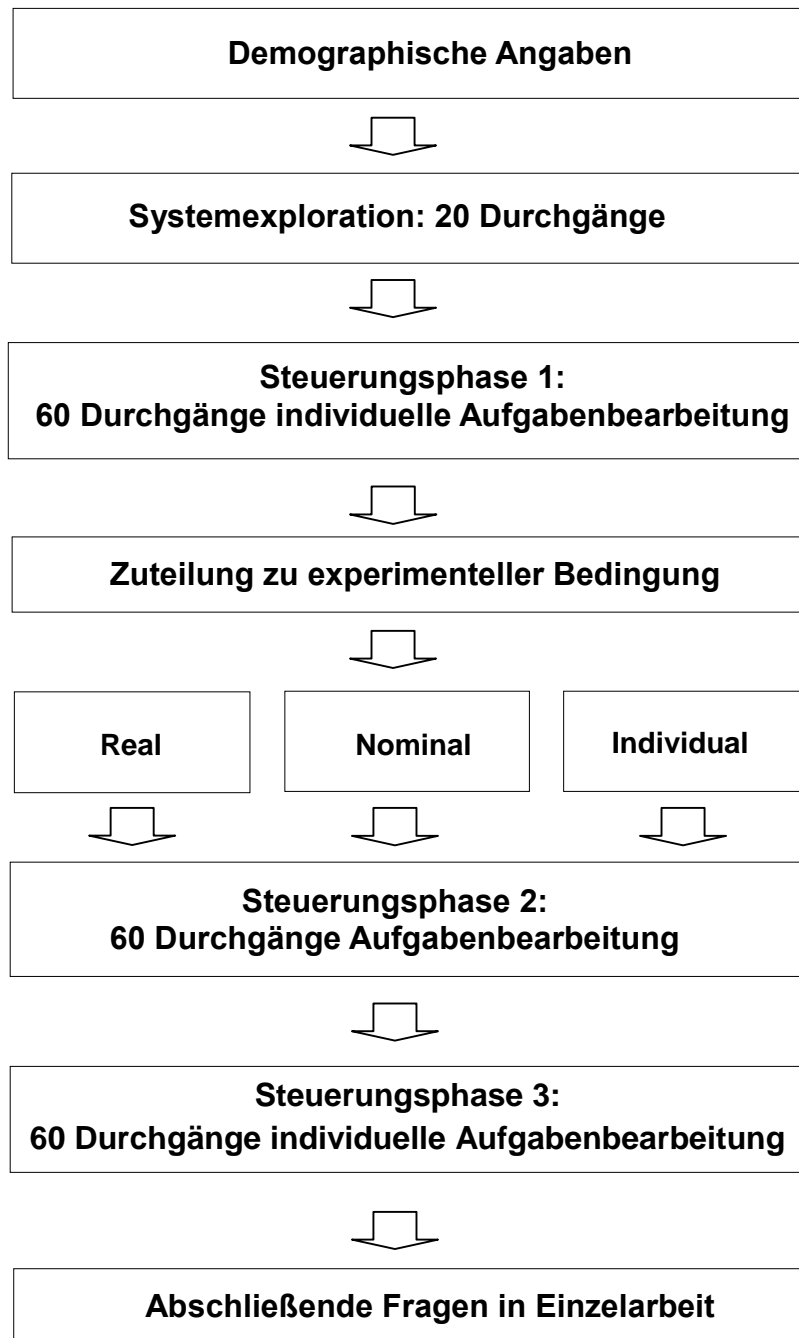 Demographische Angaben
Systemexploration: 20 Durchgänge
Steuerungsphase 1:
60 Durchgänge individuelle Aufgabenbearbeitung
Zuteilung zu experimenteller Bedingung
Real
Nominal
Individual
Steuerungsphase 2:
60 Durchgänge Aufgabenbearbeitung
Steuerungsphase 3:
60 Durchgänge individuelle Aufgabenbearbeitung
Abschließende Fragen in Einzelarbeit